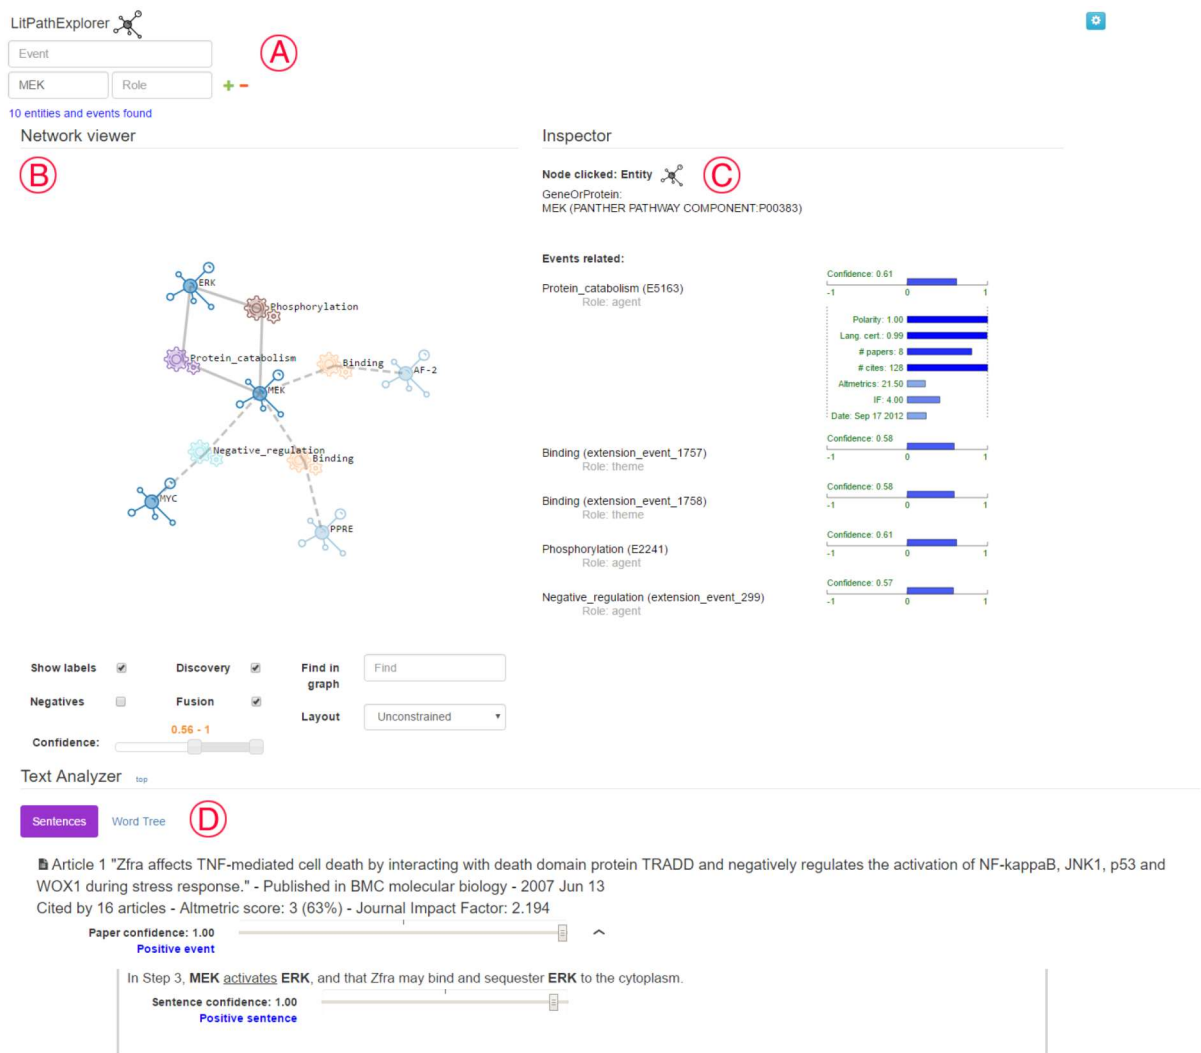 LitPathExplorer
Event
A
MEK Role + −
10 entities and events found
Network viewer
B
ERK
Phosphorylation
Protein_catabolism
Binding
AF-2
MEK
Negative_regulation
Binding
MYC
PPRE
Show labels Discovery Find in graph Find
Negatives Fusion
Layout Unconstrained
0.56 - 1
Confidence:
Inspector
Node clicked: Entity
C
GeneOrProtein:
MEK (PANTHER PATHWAY COMPONENT:P00383)
Events related:
Protein_catabolism (E5163)
Role: agent
Confidence: 0.61
-1 0 1
Polarity: 1.00
Lang. cert.: 0.99
# papers: 8
# cites: 128
Altmetrics: 21.50
IF: 4.00
Date: Sep 17 2012
Binding (extension_event_1757)
Role: theme
Confidence: 0.58
-1 0 1
Binding (extension_event_1758)
Role: theme
Confidence: 0.58
-1 0 1
Phosphorylation (E2241)
Role: agent
Confidence: 0.61
-1 0 1
Negative_regulation (extension_event_299)
Role: agent
Confidence: 0.57
-1 0 1
Text Analyzer top
Sentences Word Tree
D
Article 1 "Zfra affects TNF-mediated cell death by interacting with death domain protein TRADD and negatively regulates the activation of NF-kappaB, JNK1, p53 and
WOX1 during stress response." - Published in BMC molecular biology - 2007 Jun 13
Cited by 16 articles - Altmetric score: 3 (63%) - Journal Impact Factor: 2.194
Paper confidence: 1.00
Positive event
In Step 3, MEK activates ERK, and that Zfra may bind and sequester ERK to the cytoplasm.
Sentence confidence: 1.00
Positive sentence